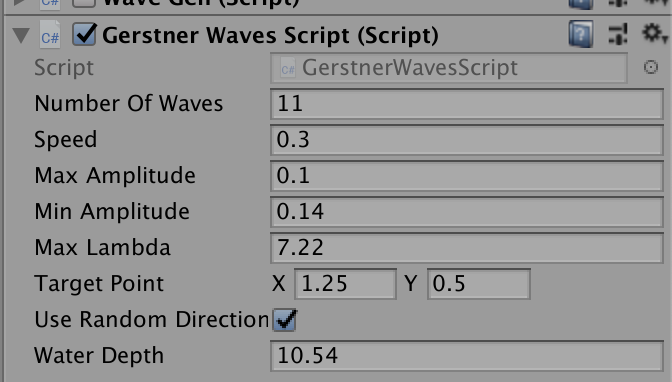 C# Wave Gen (Script)
C# Gerstner Waves Script (Script)
Script C# GerstnerWavesScript
Number Of Waves 11
Speed 0.3
Max Amplitude 0.1
Min Amplitude 0.14
Max Lambda 7.22
Target Point X 1.25 Y 0.5
Use Random Direction
Water Depth 10.54